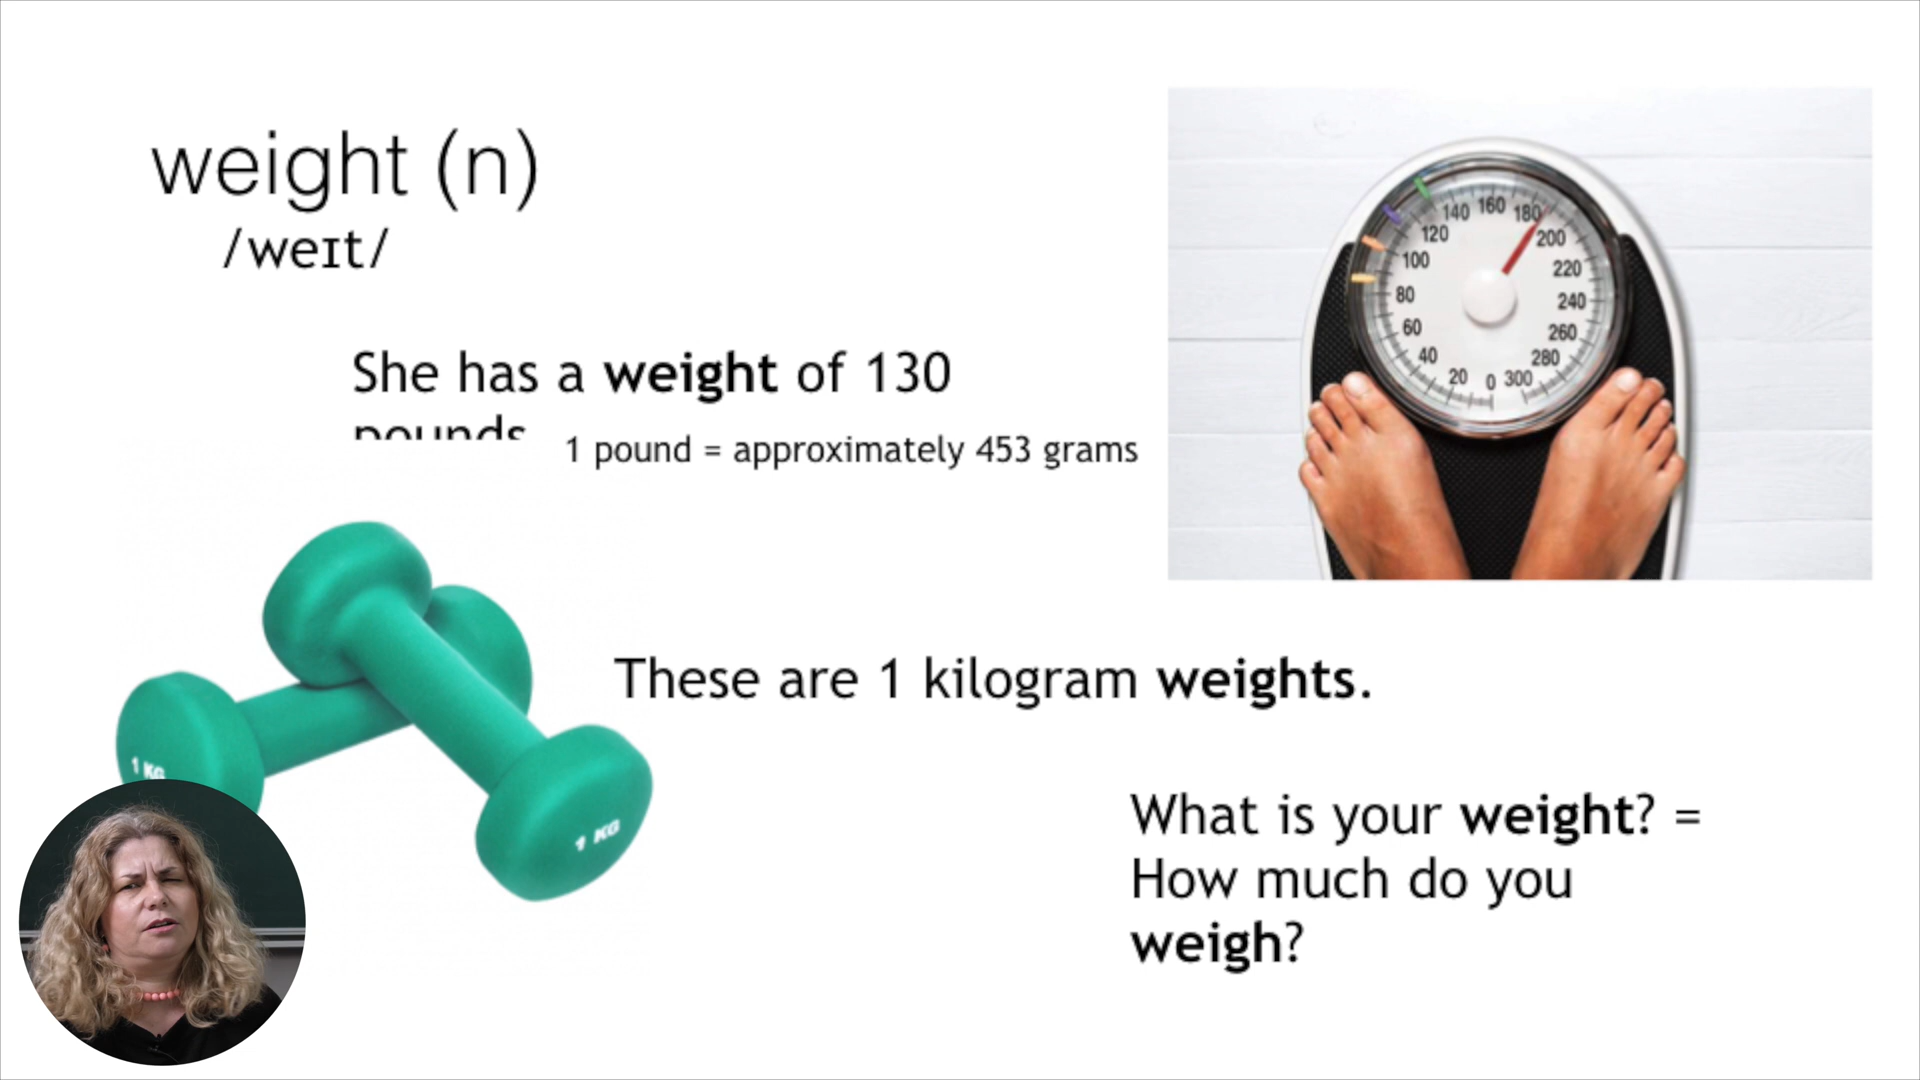 weight (n)
/weɪt/
She has a weight of 130
pounds
1 pound = approximately 453 grams
140 160 180
120 200
100 220
80 240
60 260
40 280
20 0 300
These are 1 kilogram weights.
1 KG
1 KG
What is your weight? =
How much do you
weigh?